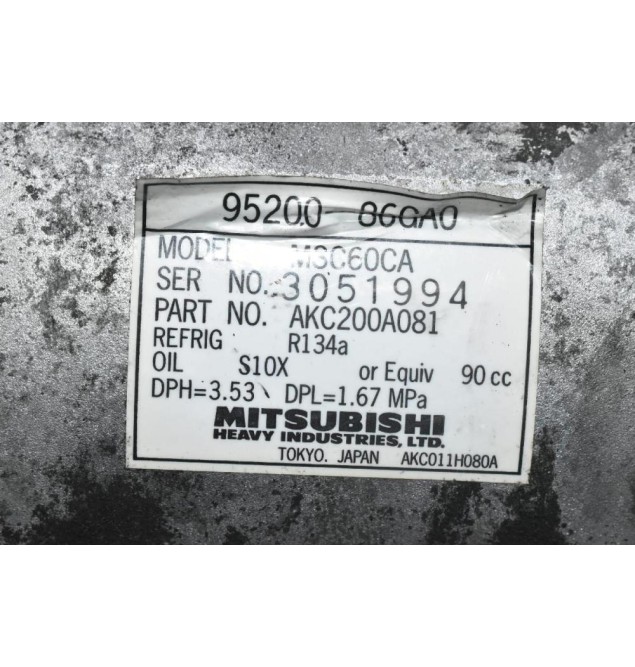 95200-86GA0
MODEL MSC60CA
SER NO. 3051994
PART NO. AKC200A081
REFRIG R134a
OIL S10X or Equiv 90 cc
DPH=3.53 DPL=1.67 MPa
MITSUBISHI
HEAVY INDUSTRIES, LTD.
TOKYO. JAPAN AKC011H080A